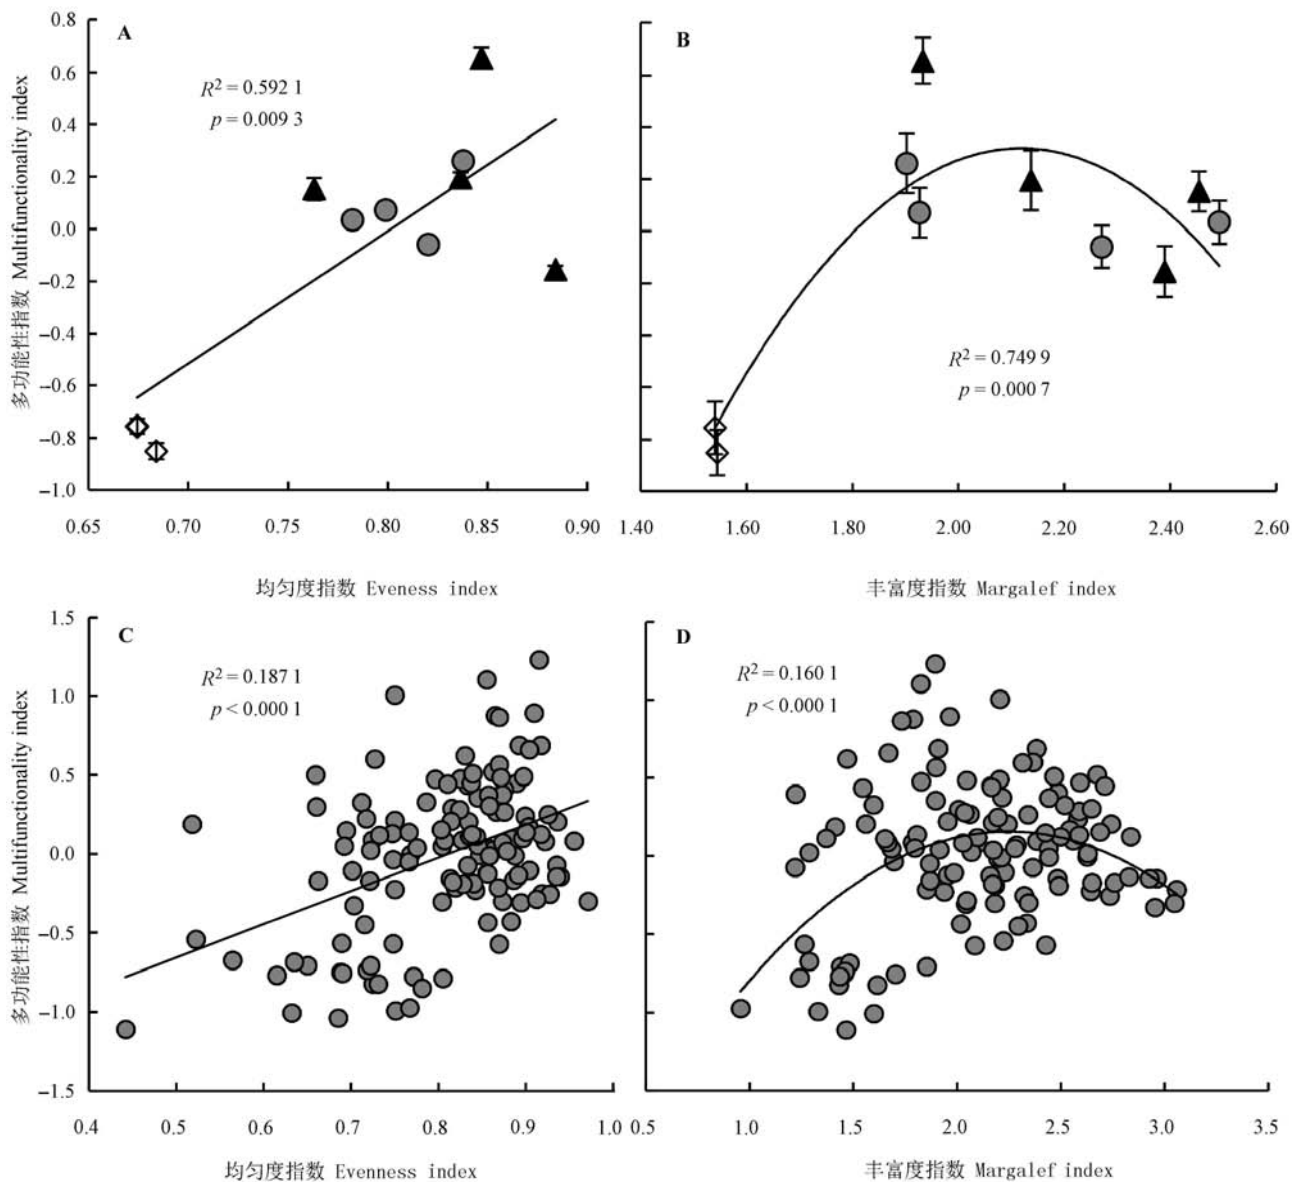 A
R² = 0.592 1
p = 0.009 3
多功能性指数 Multifunctionality index
0.8
0.6
0.4
0.2
0.0
−0.2
−0.4
−0.6
−0.8
−1.0
0.65 0.70 0.75 0.80 0.85 0.90
均匀度指数 Eveness index
B
R² = 0.749 9
p = 0.000 7
1.40 1.60 1.80 2.00 2.20 2.40 2.60
丰富度指数 Margalef index
C
R² = 0.187 1
p < 0.000 1
多功能性指数 Multifunctionality index
1.5
1.0
0.5
0.0
−0.5
−1.0
−1.5
0.4 0.5 0.6 0.7 0.8 0.9 1.0
均匀度指数 Evenness index
D
R² = 0.160 1
p < 0.000 1
0.5 1.0 1.5 2.0 2.5 3.0 3.5
丰富度指数 Margalef index